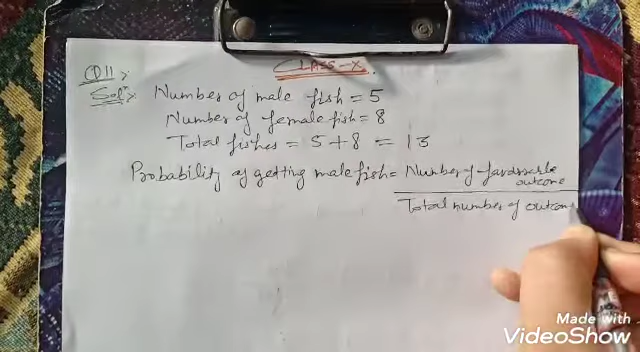 CLASS-X.
Q11 >
Soln > Number of male fish = 5
Number of female fish = 8
Total fishes = 5+8 = 13
Probability of getting male fish = Number of favourable outcome
Total number of outcom
Made with
VideoShow